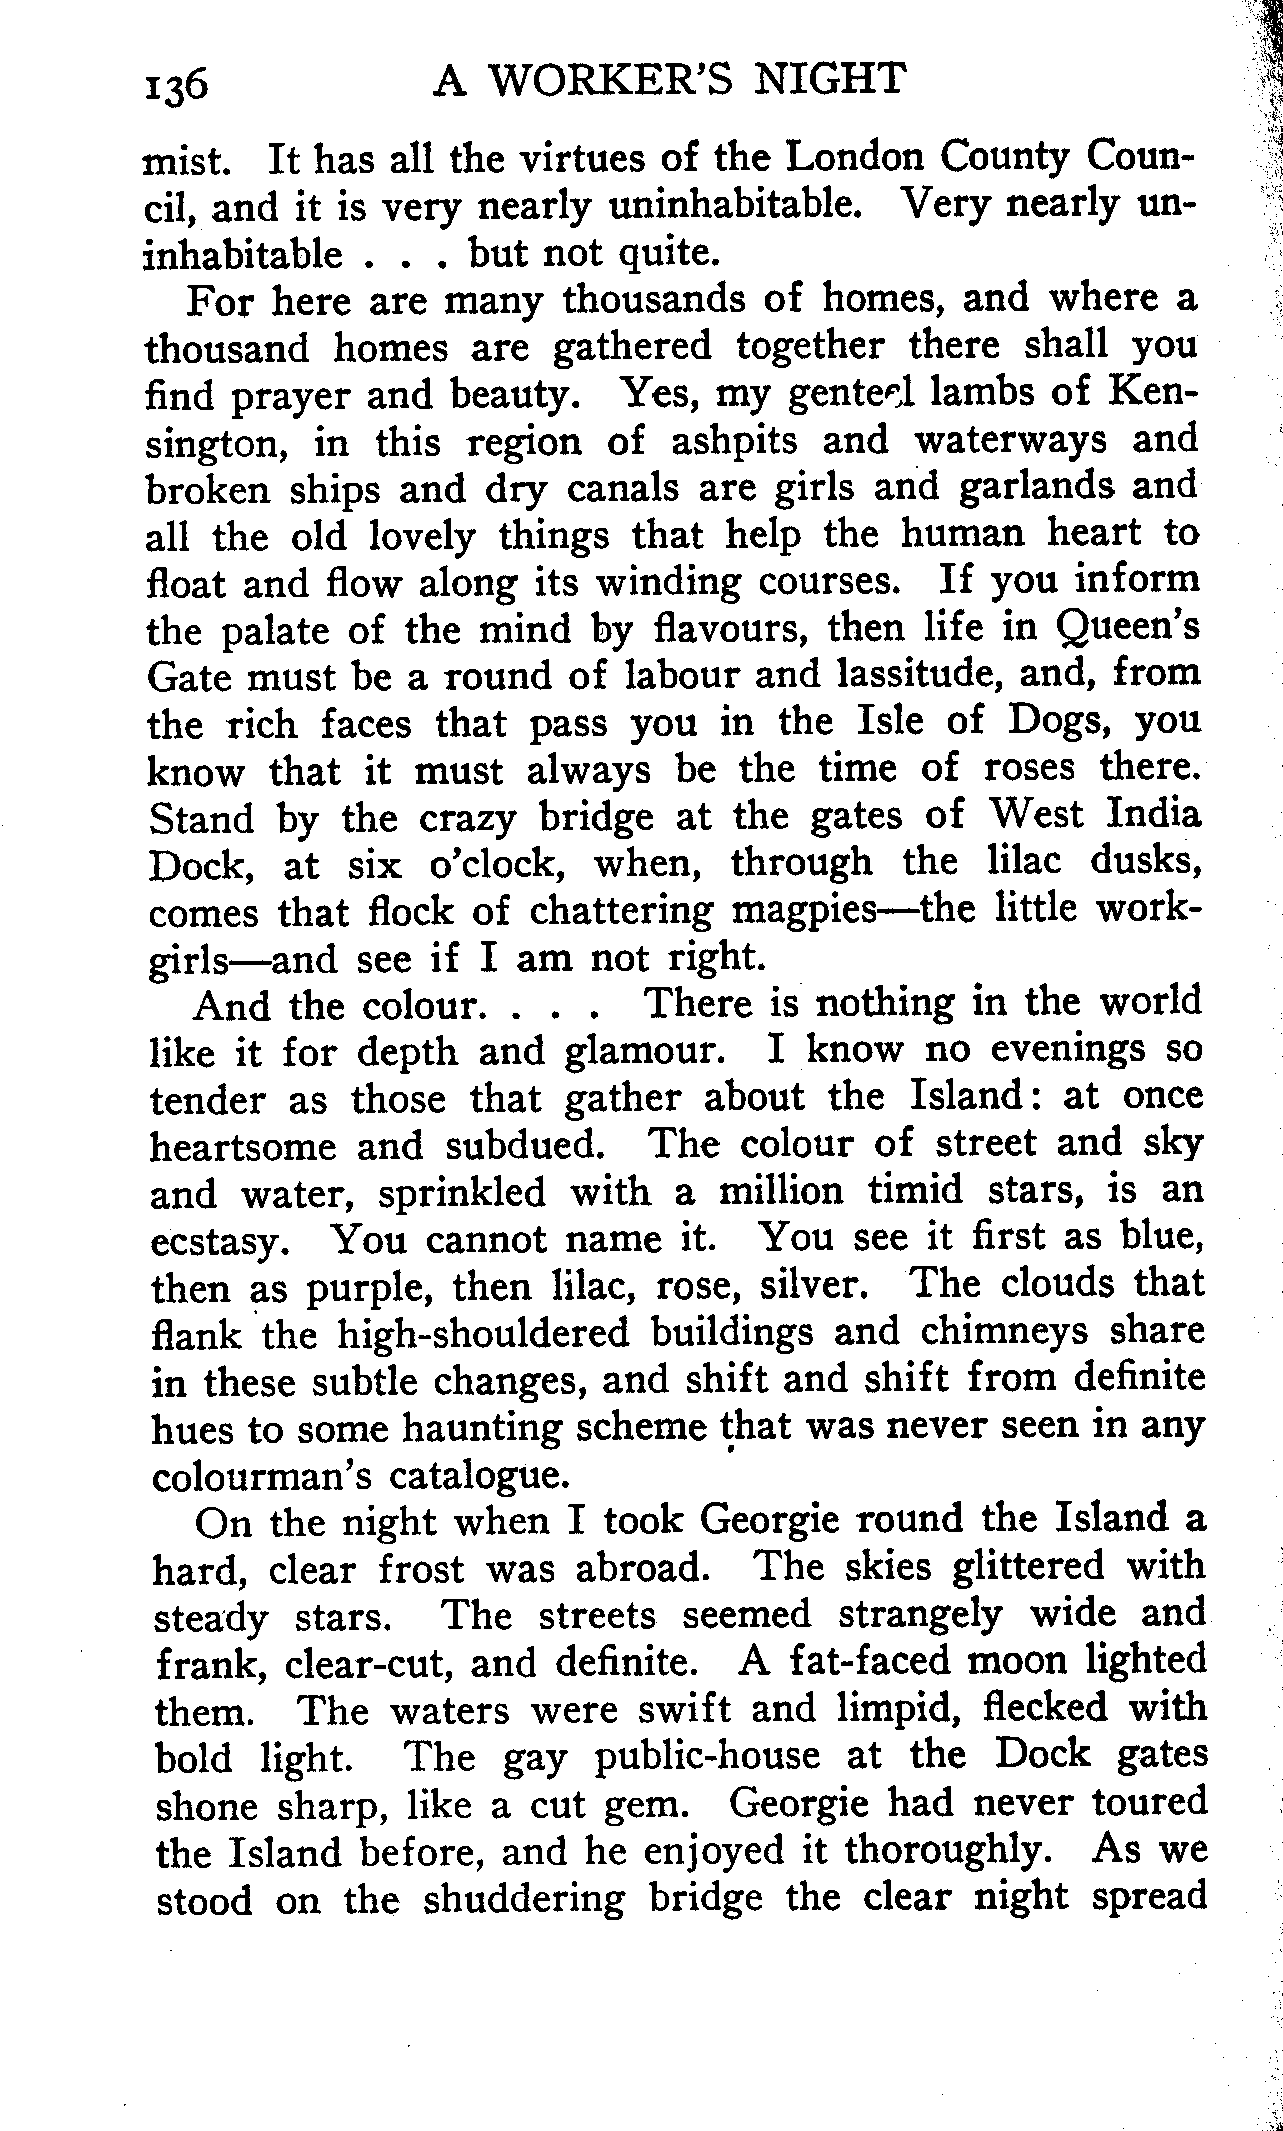 136 A WORKER'S NIGHT
mist. It has all the virtues of the London County Coun-
cil, and it is very nearly uninhabitable. Very nearly un-
inhabitable . . . but not quite.
For here are many thousands of homes, and where a
thousand homes are gathered together there shall you
find prayer and beauty. Yes, my genteel lambs of Ken-
sington, in this region of ashpits and waterways and
broken ships and dry canals are girls and garlands and
all the old lovely things that help the human heart to
float and flow along its winding courses. If you inform
the palate of the mind by flavours, then life in Queen's
Gate must be a round of labour and lassitude, and, from
the rich faces that pass you in the Isle of Dogs, you
know that it must always be the time of roses there.
Stand by the crazy bridge at the gates of West India
Dock, at six o'clock, when, through the lilac dusks,
comes that flock of chattering magpies—the little work-
girls—and see if I am not right.
And the colour. . . . There is nothing in the world
like it for depth and glamour. I know no evenings so
tender as those that gather about the Island: at once
heartsome and subdued. The colour of street and sky
and water, sprinkled with a million timid stars, is an
ecstasy. You cannot name it. You see it first as blue,
then as purple, then lilac, rose, silver. The clouds that
flank the high-shouldered buildings and chimneys share
in these subtle changes, and shift and shift from definite
hues to some haunting scheme that was never seen in any
colourman's catalogue.
On the night when I took Georgie round the Island a
hard, clear frost was abroad. The skies glittered with
steady stars. The streets seemed strangely wide and
frank, clear-cut, and definite. A fat-faced moon lighted
them. The waters were swift and limpid, flecked with
bold light. The gay public-house at the Dock gates
shone sharp, like a cut gem. Georgie had never toured
the Island before, and he enjoyed it thoroughly. As we
stood on the shuddering bridge the clear night spread